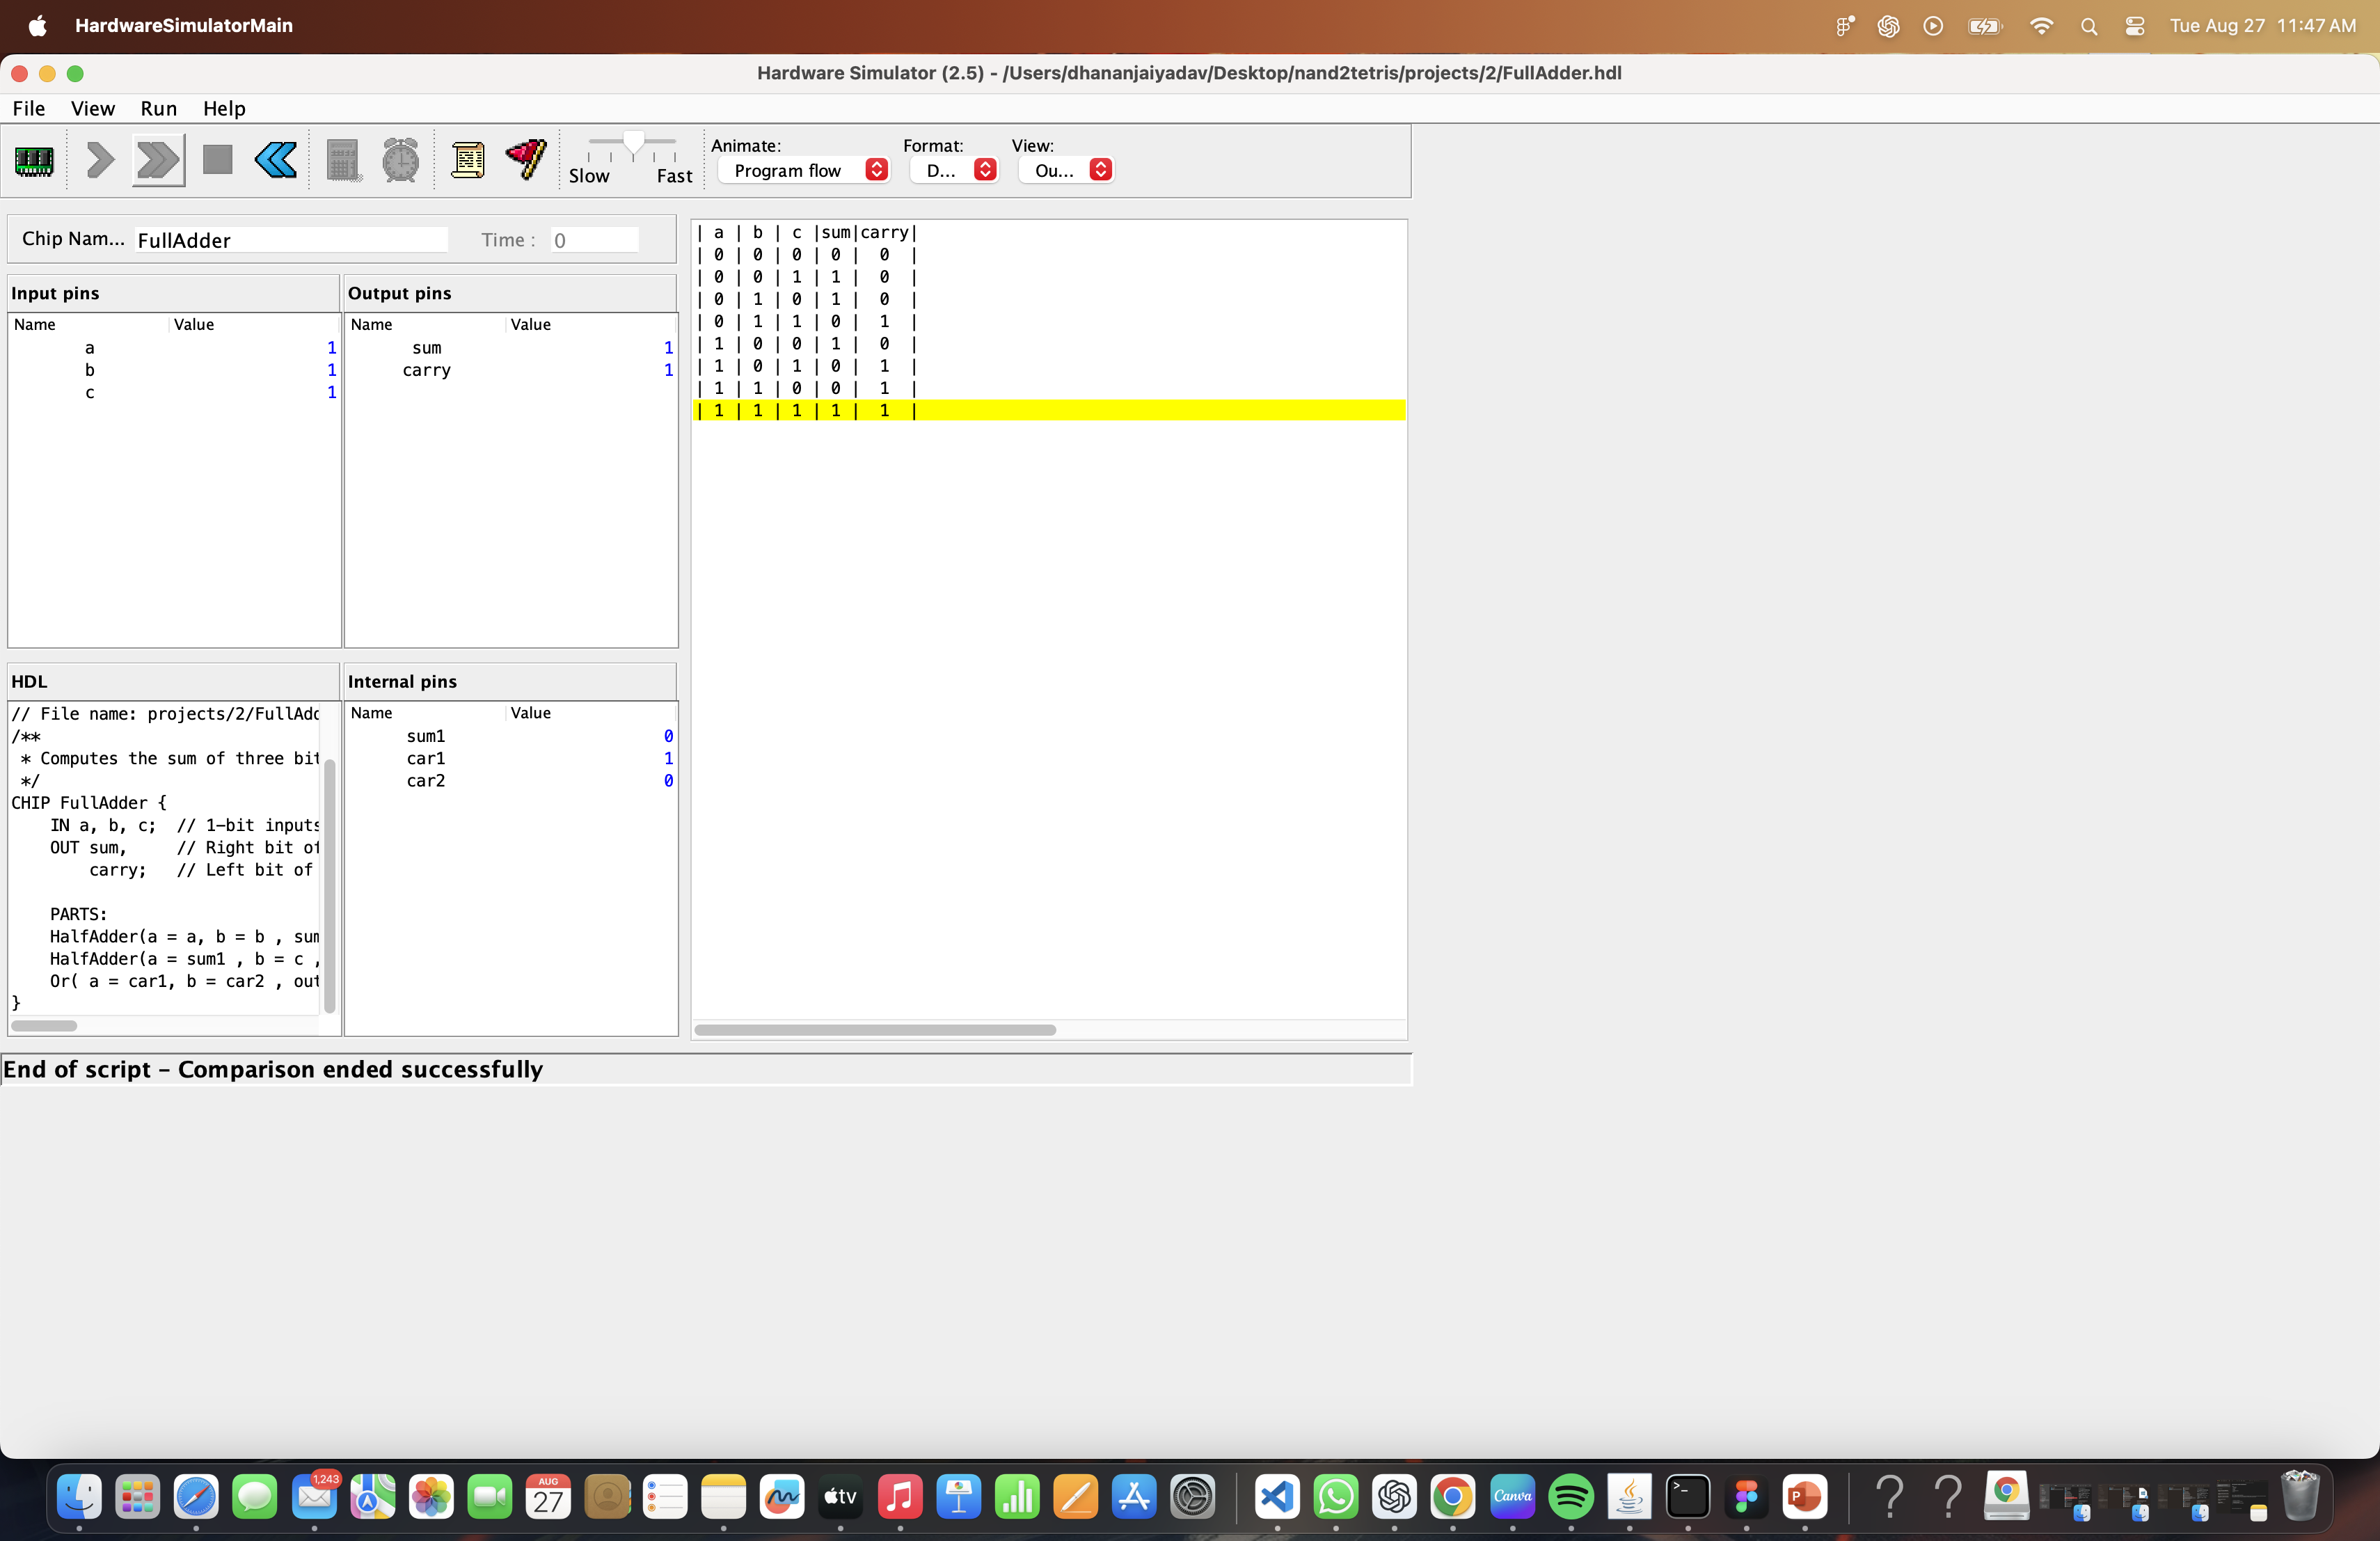 HardwareSimulatorMain
Tue Aug 27 11:47 AM
Hardware Simulator (2.5) - /Users/dhananjaiyadav/Desktop/nand2tetris/projects/2/FullAdder.hdl
File View Run Help
Slow Fast
Animate:
Program flow
Format:
D...
View:
Ou...
Chip Nam... FullAdder Time : 0
Input pins
Name Value
a 1
b 1
c 1
Output pins
Name Value
sum 1
carry 1
HDL
// File name: projects/2/FullAdd
/**
 * Computes the sum of three bit
 */
CHIP FullAdder {
    IN a, b, c;  // 1-bit inputs
    OUT sum,     // Right bit of
        carry;   // Left bit of

    PARTS:
    HalfAdder(a = a, b = b , sum
    HalfAdder(a = sum1 , b = c ,
    Or( a = car1, b = car2 , out
}
Internal pins
Name Value
sum1 0
car1 1
car2 0
| a | b | c |sum|carry|
| 0 | 0 | 0 | 0 |  0  |
| 0 | 0 | 1 | 1 |  0  |
| 0 | 1 | 0 | 1 |  0  |
| 0 | 1 | 1 | 0 |  1  |
| 1 | 0 | 0 | 1 |  0  |
| 1 | 0 | 1 | 0 |  1  |
| 1 | 1 | 0 | 0 |  1  |
| 1 | 1 | 1 | 1 |  1  |
End of script – Comparison ended successfully
1,243
AUG
27
tv
Canva